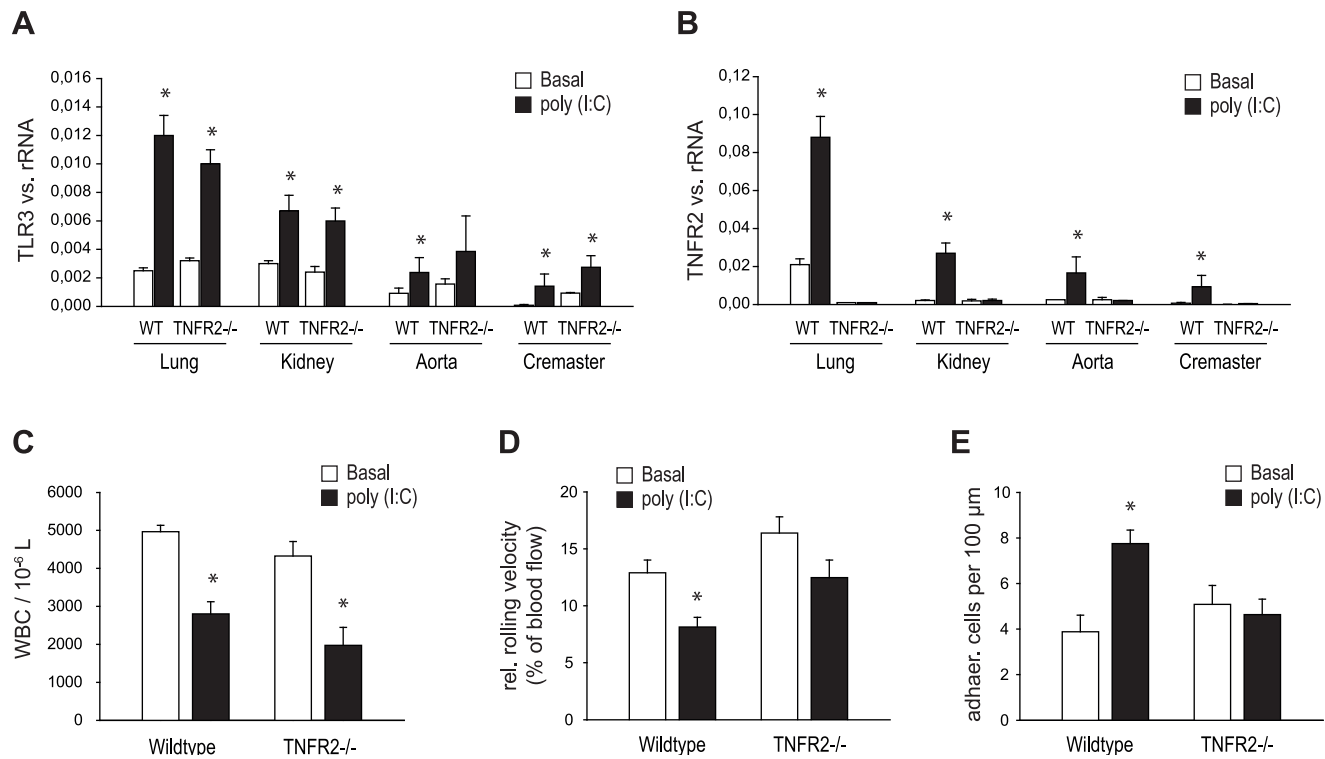 A
TLR3 vs. rRNA
0,016
0,014
0,012
0,010
0,008
0,006
0,004
0,002
0,000
Basal
poly (I:C)
*
*
*
*
*
*
*
WT TNFR2-/- WT TNFR2-/- WT TNFR2-/- WT TNFR2-/-
Lung Kidney Aorta Cremaster
B
TNFR2 vs. rRNA
0,12
0,10
0,08
0,06
0,04
0,02
0,00
Basal
poly (I:C)
*
*
*
*
WT TNFR2-/- WT TNFR2-/- WT TNFR2-/- WT TNFR2-/-
Lung Kidney Aorta Cremaster
C
WBC / 10⁻⁶ L
6000
5000
4000
3000
2000
1000
0
Basal
poly (I:C)
*
*
Wildtype TNFR2-/-
D
rel. rolling velocity
(% of blood flow)
20
15
10
5
0
Basal
poly (I:C)
*
Wildtype TNFR2-/-
E
adhaer. cells per 100 µm
10
8
6
4
2
0
Basal
poly (I:C)
*
Wildtype TNFR2-/-